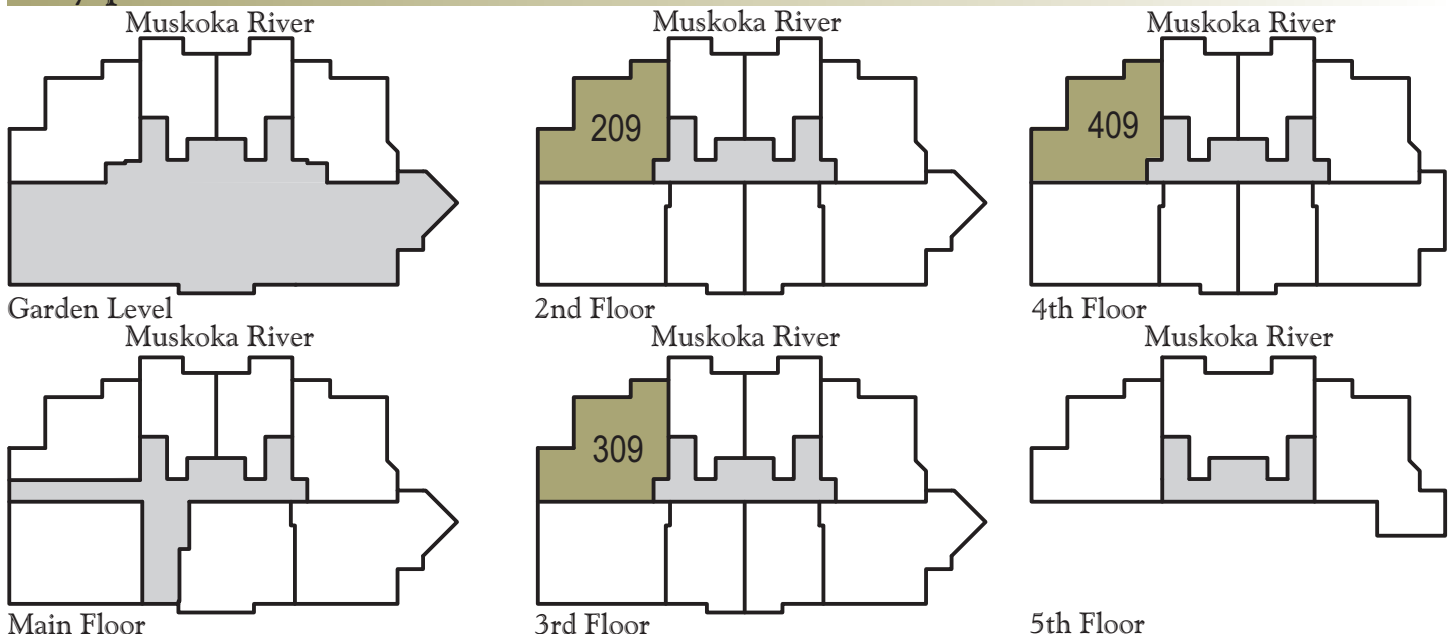 Muskoka River
Muskoka River
Muskoka River
209
409
Garden Level
2nd Floor
4th Floor
Muskoka River
Muskoka River
Muskoka River
309
Main Floor
3rd Floor
5th Floor